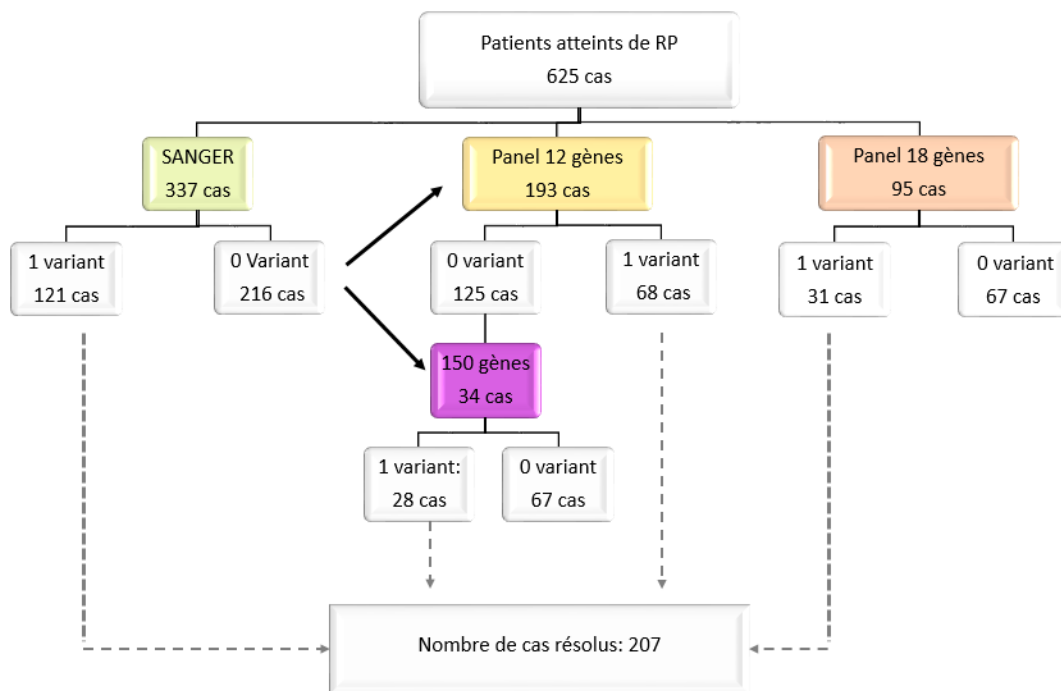 Patients atteints de RP
625 cas
SANGER
337 cas
Panel 12 gènes
193 cas
Panel 18 gènes
95 cas
1 variant
121 cas
0 Variant
216 cas
0 variant
125 cas
1 variant
68 cas
1 variant
31 cas
0 variant
67 cas
150 gènes
34 cas
1 variant:
28 cas
0 variant
67 cas
Nombre de cas résolus: 207